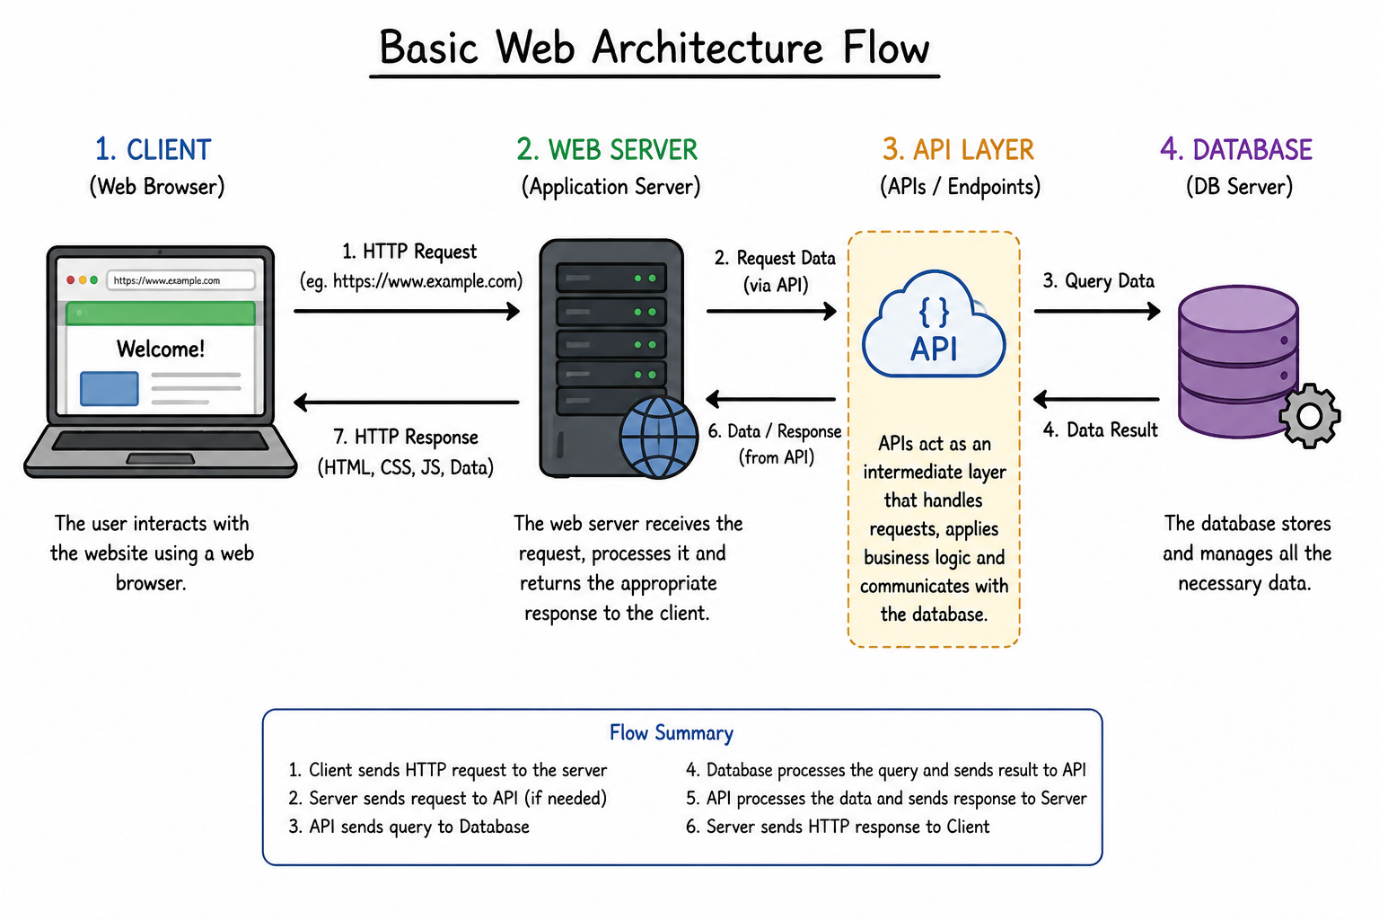 Basic Web Architecture Flow
1. CLIENT
(Web Browser)
2. WEB SERVER
(Application Server)
3. API LAYER
(APIs / Endpoints)
4. DATABASE
(DB Server)
https://www.example.com
Welcome!
1. HTTP Request
(eg. https://www.example.com)
7. HTTP Response
(HTML, CSS, JS, Data)
2. Request Data
(via API)
6. Data / Response
(from API)
{ }
API
3. Query Data
4. Data Result
The user interacts with
the website using a web
browser.
The web server receives the
request, processes it and
returns the appropriate
response to the client.
APIs act as an
intermediate layer
that handles
requests, applies
business logic and
communicates with
the database.
The database stores
and manages all the
necessary data.
Flow Summary
1. Client sends HTTP request to the server
2. Server sends request to API (if needed)
3. API sends query to Database
4. Database processes the query and sends result to API
5. API processes the data and sends response to Server
6. Server sends HTTP response to Client